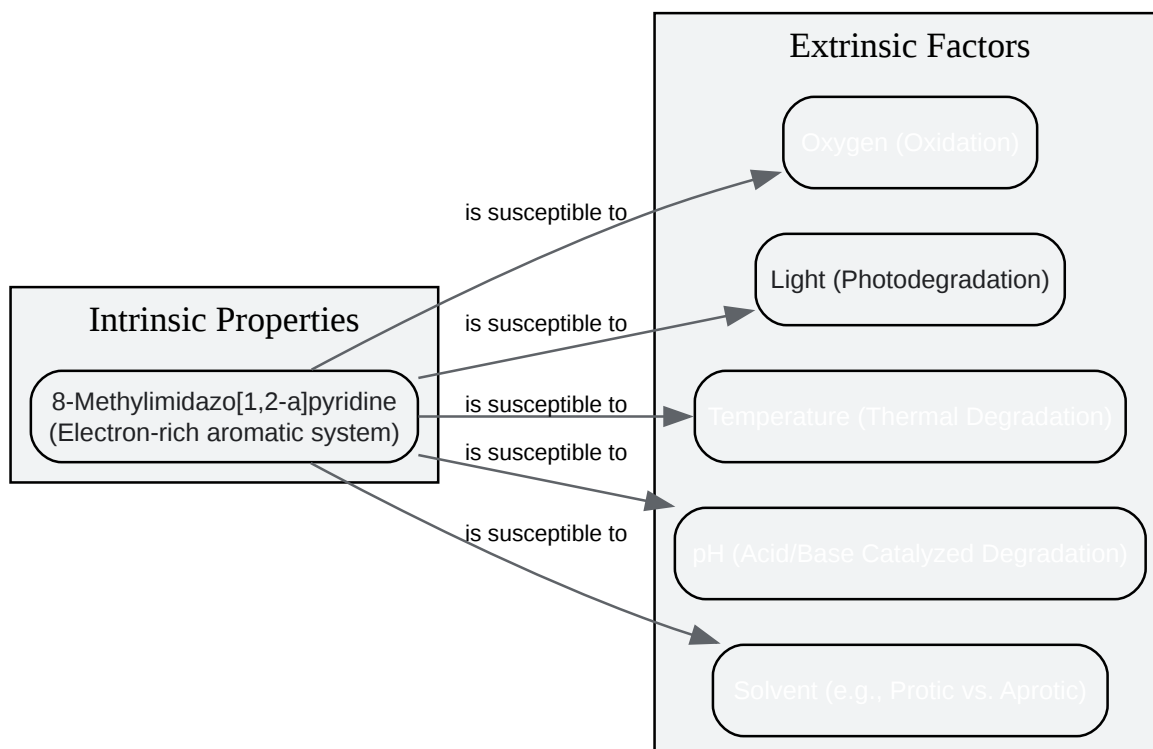 Extrinsic Factors
Oxygen (Oxidation)
is susceptible to
Light (Photodegradation)
Intrinsic Properties
is susceptible to
8-Methylimidazo[1,2-a]pyridine
(Electron-rich aromatic system)
is susceptible to
Temperature (Thermal Degradation)
is susceptible to
pH (Acid/Base Catalyzed Degradation)
is susceptible to
Solvent (e.g., Protic vs. Aprotic)